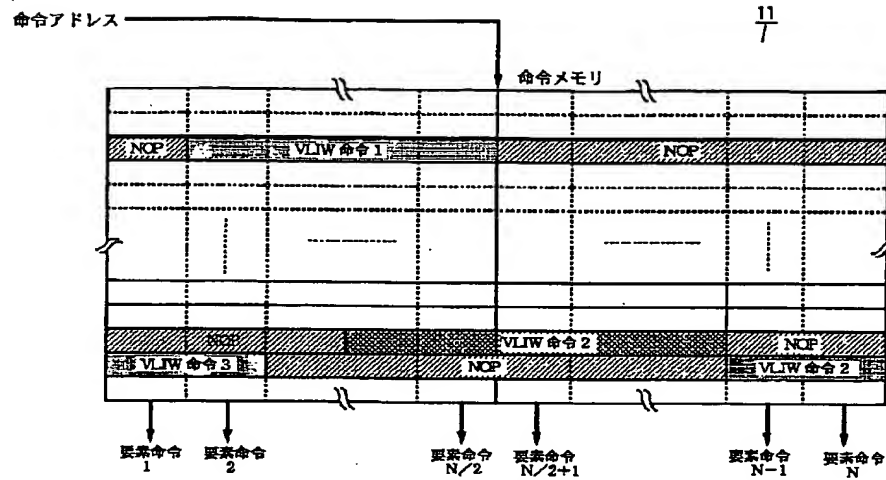 命令アドレス
11
命令メモリ
NOP
VLIW 命令 1
NOP
NOP
VLIW 命令 2
NOP
VLIW 命令 3
NOP
VLIW 命令 2
要素命令
1
要素命令
2
要素命令
N/2
要素命令
N/2+1
要素命令
N-1
要素命令
N